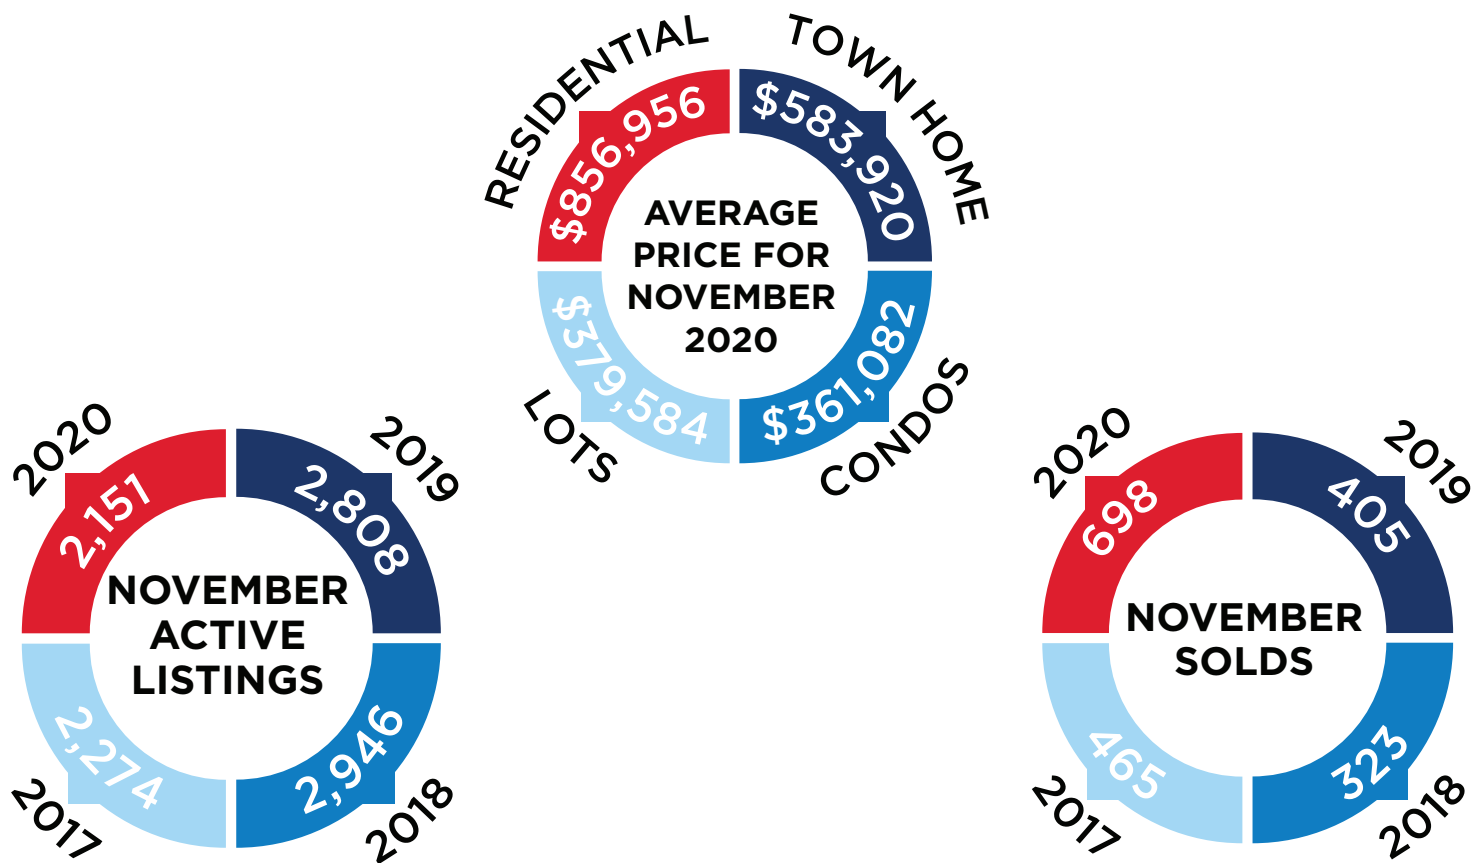 RESIDENTIAL
TOWN HOME
$856,956
$583,920
AVERAGE
PRICE FOR
NOVEMBER
2020
$379,584
$361,082
LOTS
CONDOS
2020
2019
2,151
2,808
NOVEMBER
ACTIVE
LISTINGS
2,274
2,946
2017
2018
2020
2019
698
405
NOVEMBER
SOLDS
465
323
2017
2018